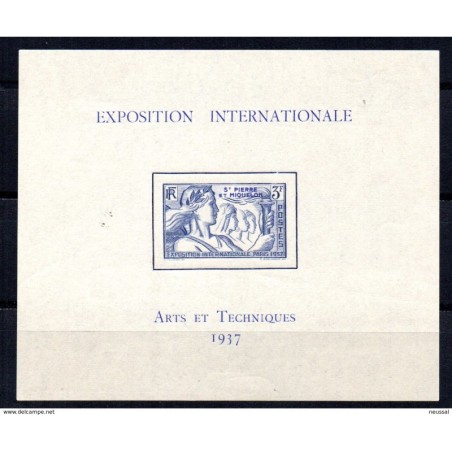 EXPOSITION INTERNATIONALE
RF
ST PIERRE
ET MIQUELON
3F
POSTES
EXPOSITION INTERNATIONALE PARIS 1937
ARTS ET TECHNIQUES
1937
www.delcampe.net
neussal